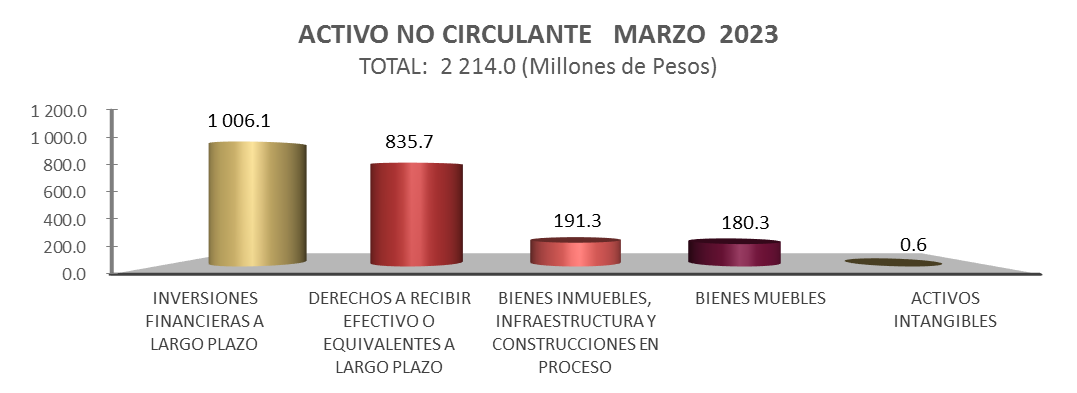 ACTIVO NO CIRCULANTE MARZO 2023
TOTAL: 2 214.0 (Millones de Pesos)
1 200.0
1 000.0
800.0
600.0
400.0
200.0
0.0
1 006.1
835.7
191.3
180.3
0.6
INVERSIONES
FINANCIERAS A
LARGO PLAZO
DERECHOS A RECIBIR
EFECTIVO O
EQUIVALENTES A
LARGO PLAZO
BIENES INMUEBLES,
INFRAESTRUCTURA Y
CONSTRUCCIONES EN
PROCESO
BIENES MUEBLES
ACTIVOS
INTANGIBLES